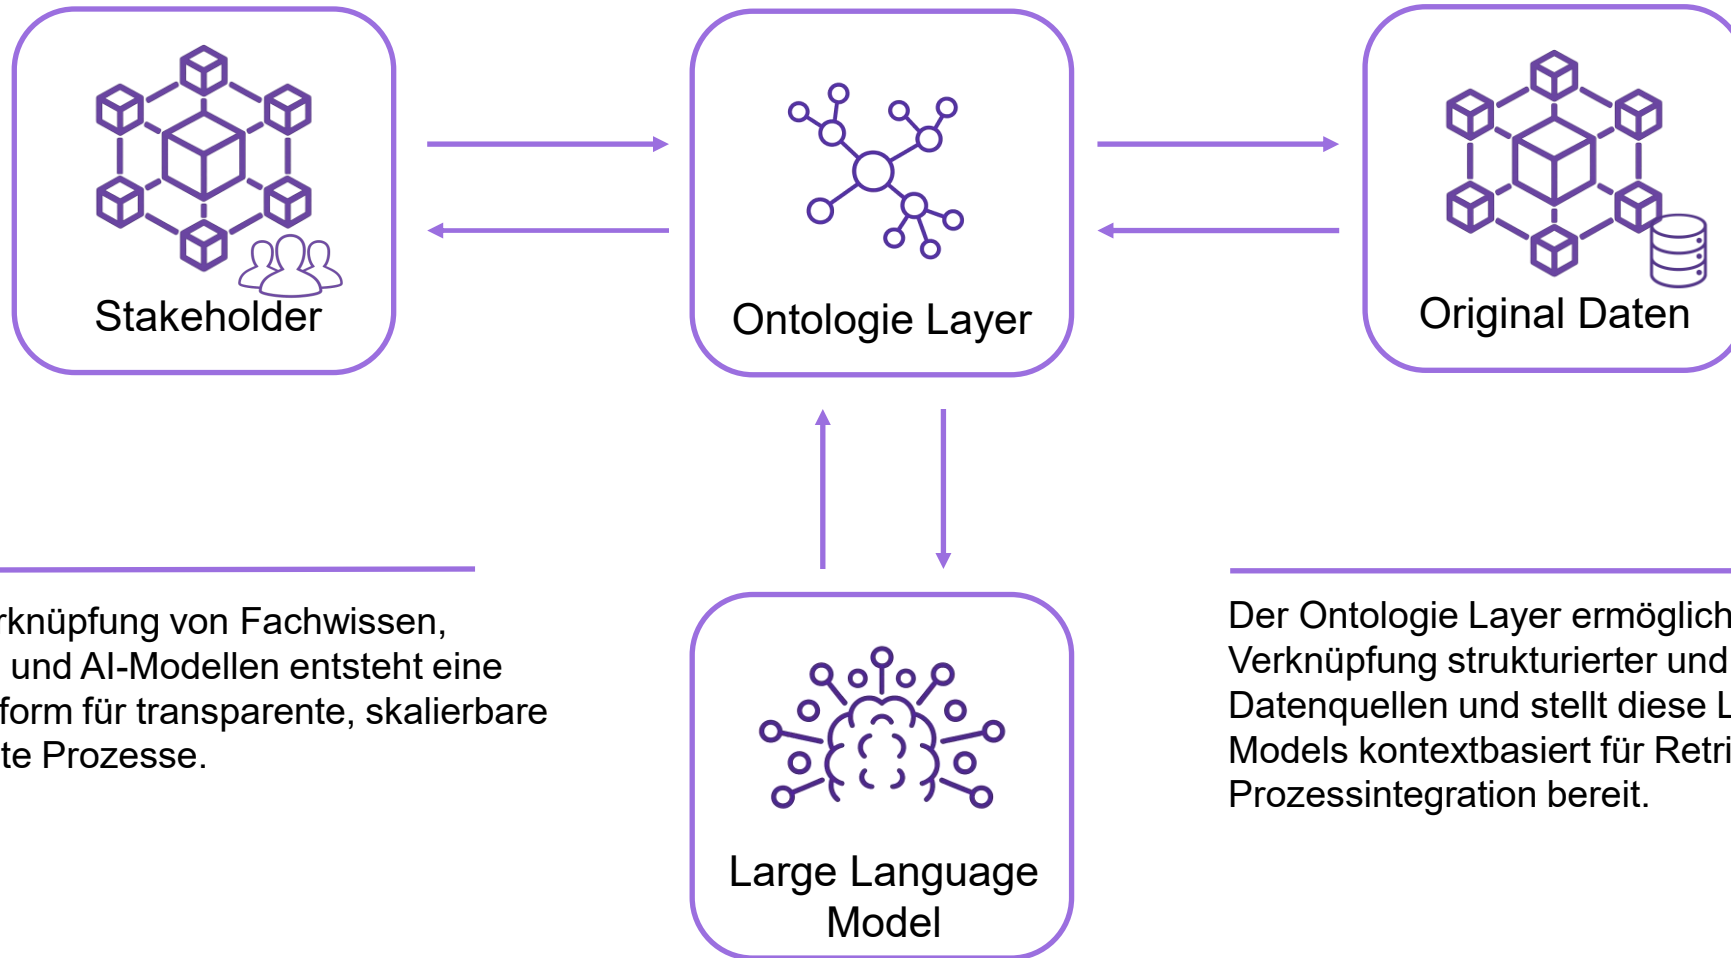 Stakeholder
Ontologie Layer
Original Daten
rknüpfung von Fachwissen,
und AI-Modellen entsteht eine
form für transparente, skalierbare
te Prozesse.
Large Language
Model
Der Ontologie Layer ermöglich
Verknüpfung strukturierter und
Datenquellen und stellt diese L
Models kontextbasiert für Retri
Prozessintegration bereit.